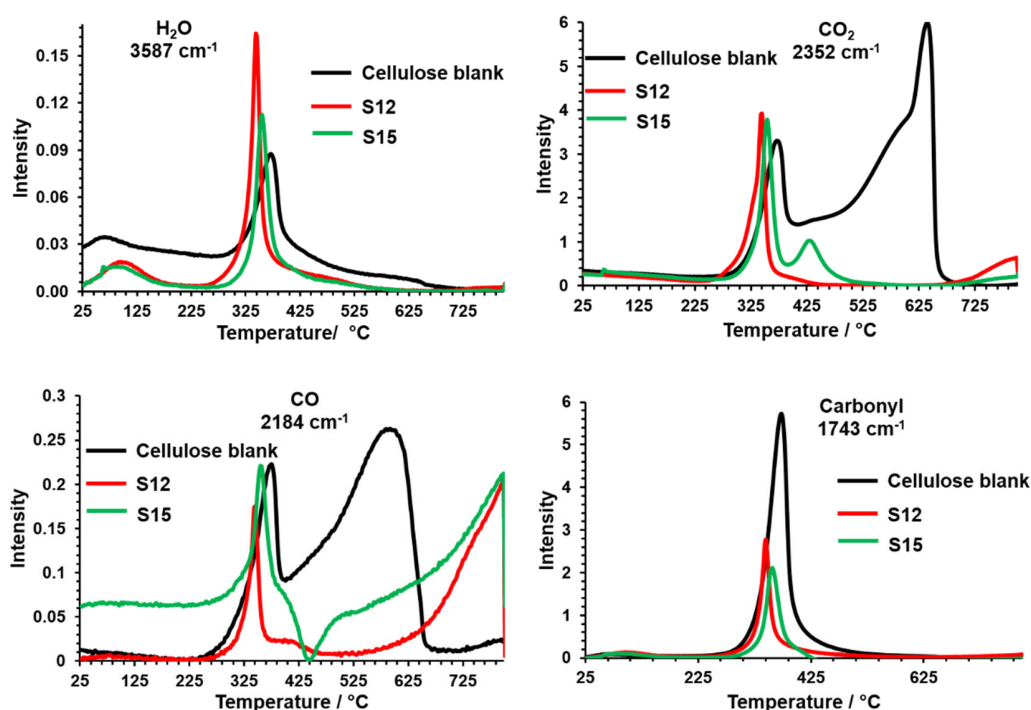 H₂O
3587 cm⁻¹
0.15
0.12
0.09
0.06
0.03
0.00
Intensity
Cellulose blank
S12
S15
25 125 225 325 425 525 625 725
Temperature/ °C
CO₂
2352 cm⁻¹
6
5
4
3
2
1
0
Intensity
Cellulose blank
S12
S15
25 125 225 325 425 525 625 725
Temperature / °C
CO
2184 cm⁻¹
0.3
0.25
0.2
0.15
0.1
0.05
0
Intensity
Cellulose blank
S12
S15
25 125 225 325 425 525 625 725
Temperature / °C
Carbonyl
1743 cm⁻¹
6
5
4
3
2
1
0
Intensity
Cellulose blank
S12
S15
25 225 425 625
Temperature / °C